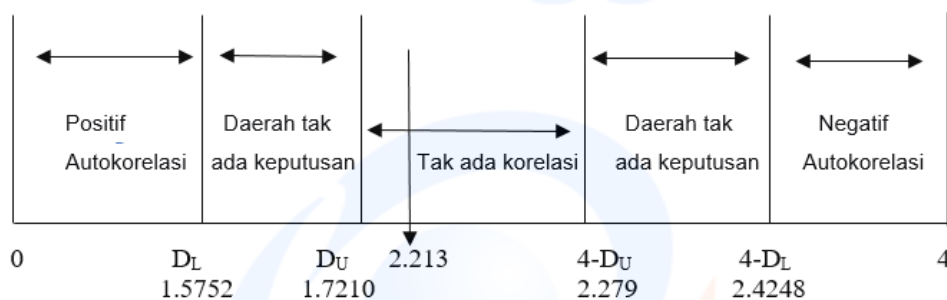 Positif
Autokorelasi
Daerah tak
ada keputusan
Tak ada korelasi
Daerah tak
ada keputusan
Negatif
Autokorelasi
0 DL DU 2.213 4-DU 4-DL 4
1.5752 1.7210 2.279 2.4248